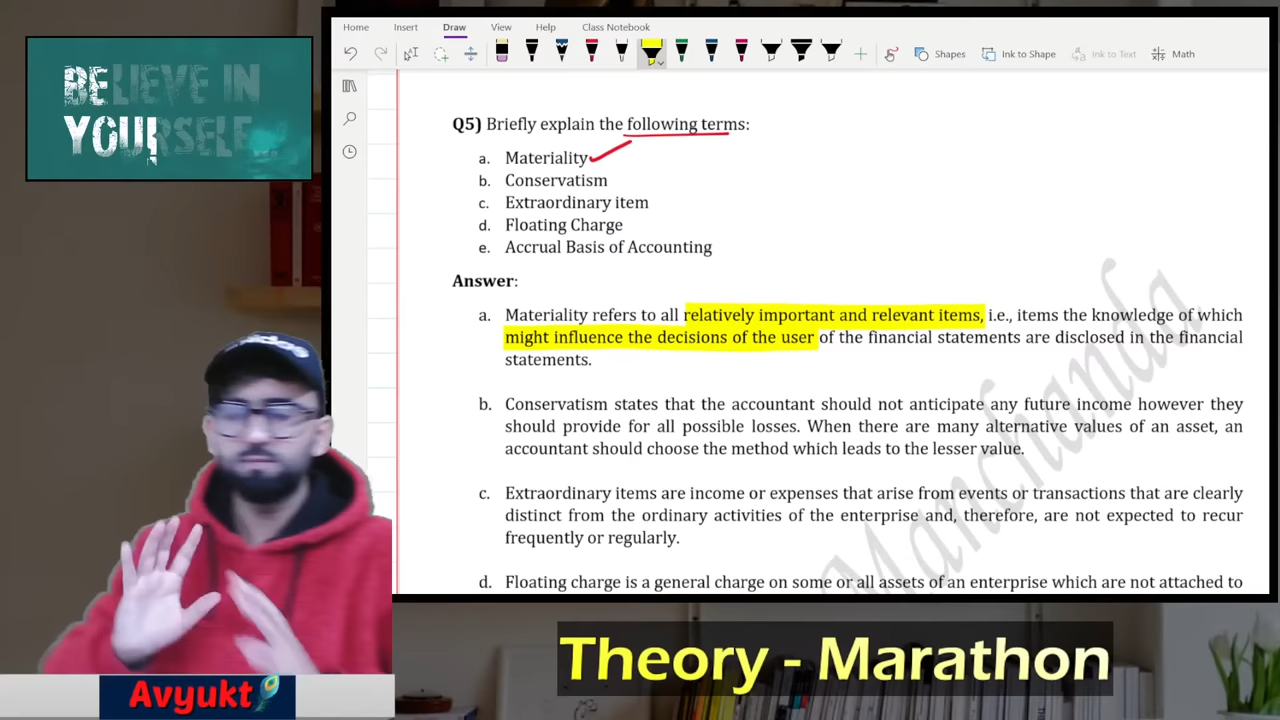 BELIEVE IN
YOURSELF
Home Insert Draw View Help Class Notebook
Shapes Ink to Shape Ink to Text Math
Q5) Briefly explain the following terms:
a. Materiality
b. Conservatism
c. Extraordinary item
d. Floating Charge
e. Accrual Basis of Accounting
Answer:
a. Materiality refers to all relatively important and relevant items, i.e., items the knowledge of which
might influence the decisions of the user of the financial statements are disclosed in the financial
statements.
b. Conservatism states that the accountant should not anticipate any future income however they
should provide for all possible losses. When there are many alternative values of an asset, an
accountant should choose the method which leads to the lesser value.
c. Extraordinary items are income or expenses that arise from events or transactions that are clearly
distinct from the ordinary activities of the enterprise and, therefore, are not expected to recur
frequently or regularly.
d. Floating charge is a general charge on some or all assets of an enterprise which are not attached to
Manchanda
Theory - Marathon
Avyukt